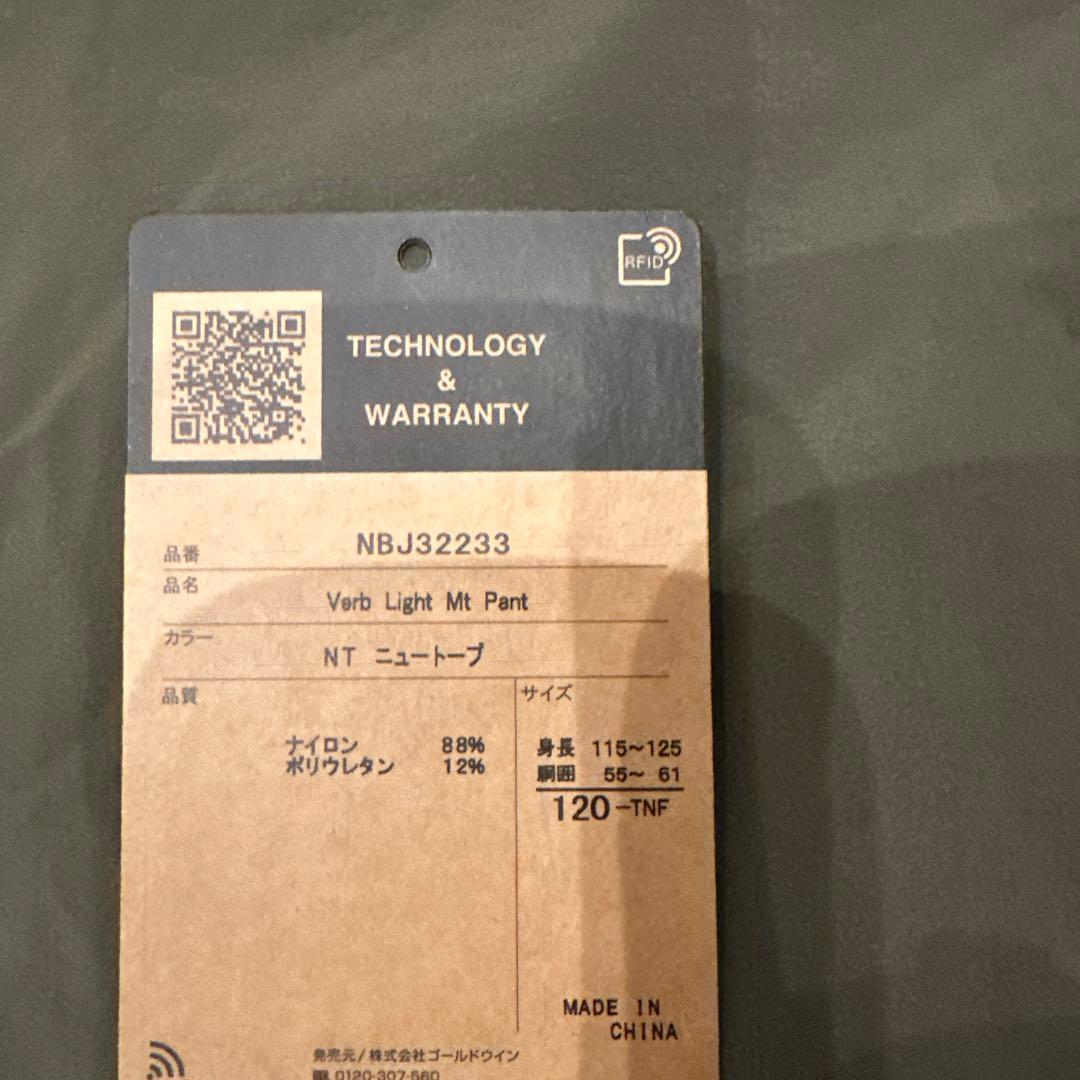 RFID
TECHNOLOGY
&
WARRANTY
品番 NBJ32233
品名
Verb Light Mt Pant
カラー
NT ニュートープ
品質
ナイロン 88%
ポリウレタン 12%
サイズ
身長 115~125
胴囲 55~ 61
120-TNF
MADE IN
CHINA
発売元/株式会社ゴールドウイン
0120-307-560